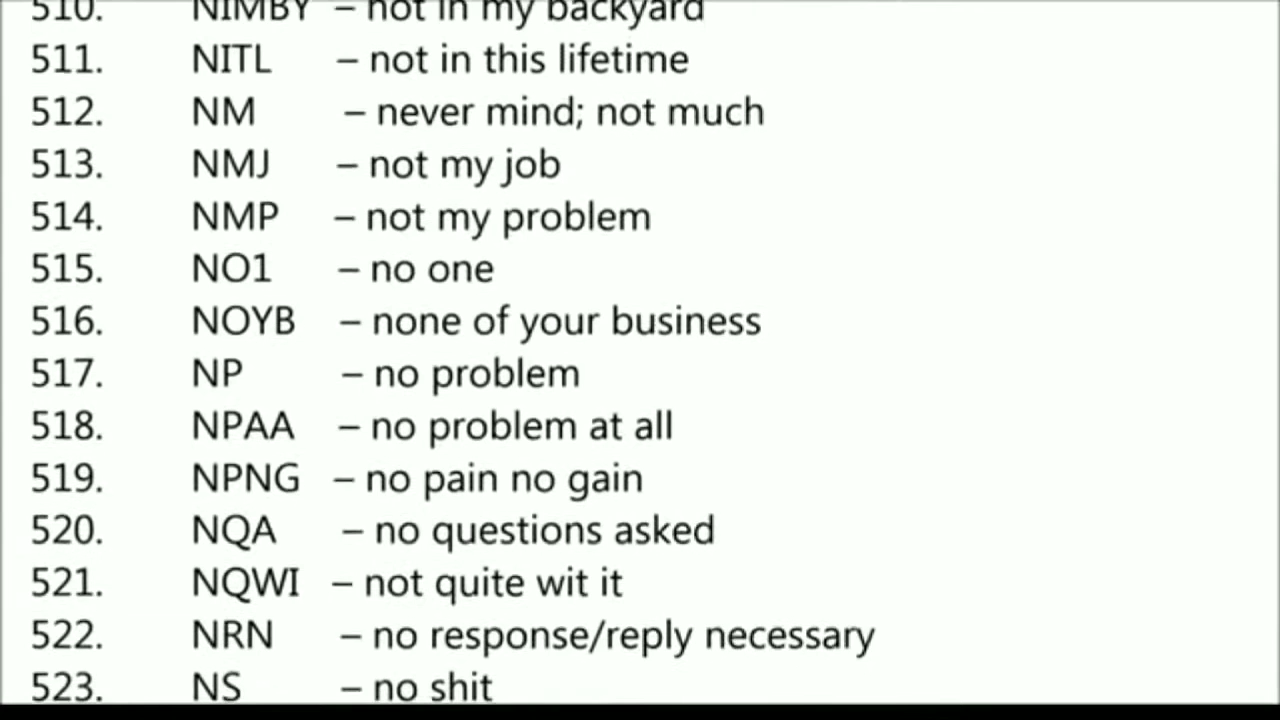 510. NIMBY – not in my backyard
511. NITL – not in this lifetime
512. NM – never mind; not much
513. NMJ – not my job
514. NMP – not my problem
515. NO1 – no one
516. NOYB – none of your business
517. NP – no problem
518. NPAA – no problem at all
519. NPNG – no pain no gain
520. NQA – no questions asked
521. NQWI – not quite wit it
522. NRN – no response/reply necessary
523. NS – no shit